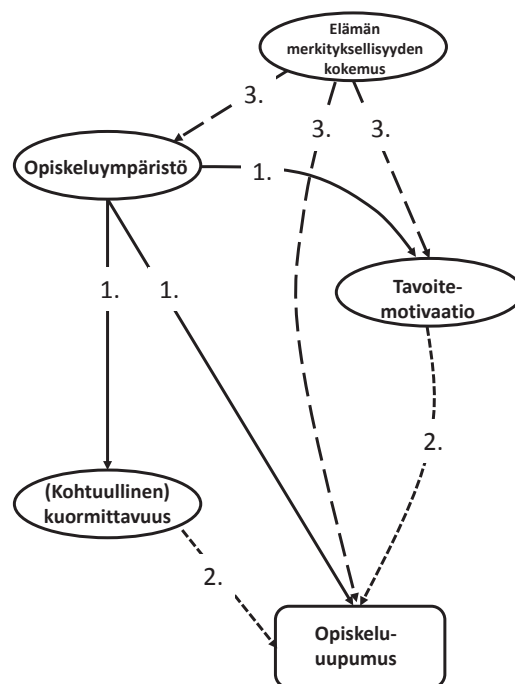 Elämän
merkityksellisyyden
kokemus
3.
3.
3.
Opiskeluympäristö
1.
1.
1.
Tavoite-
motivaatio
2.
(Kohtuullinen)
kuormittavuus
2.
Opiskelu-
uupumus